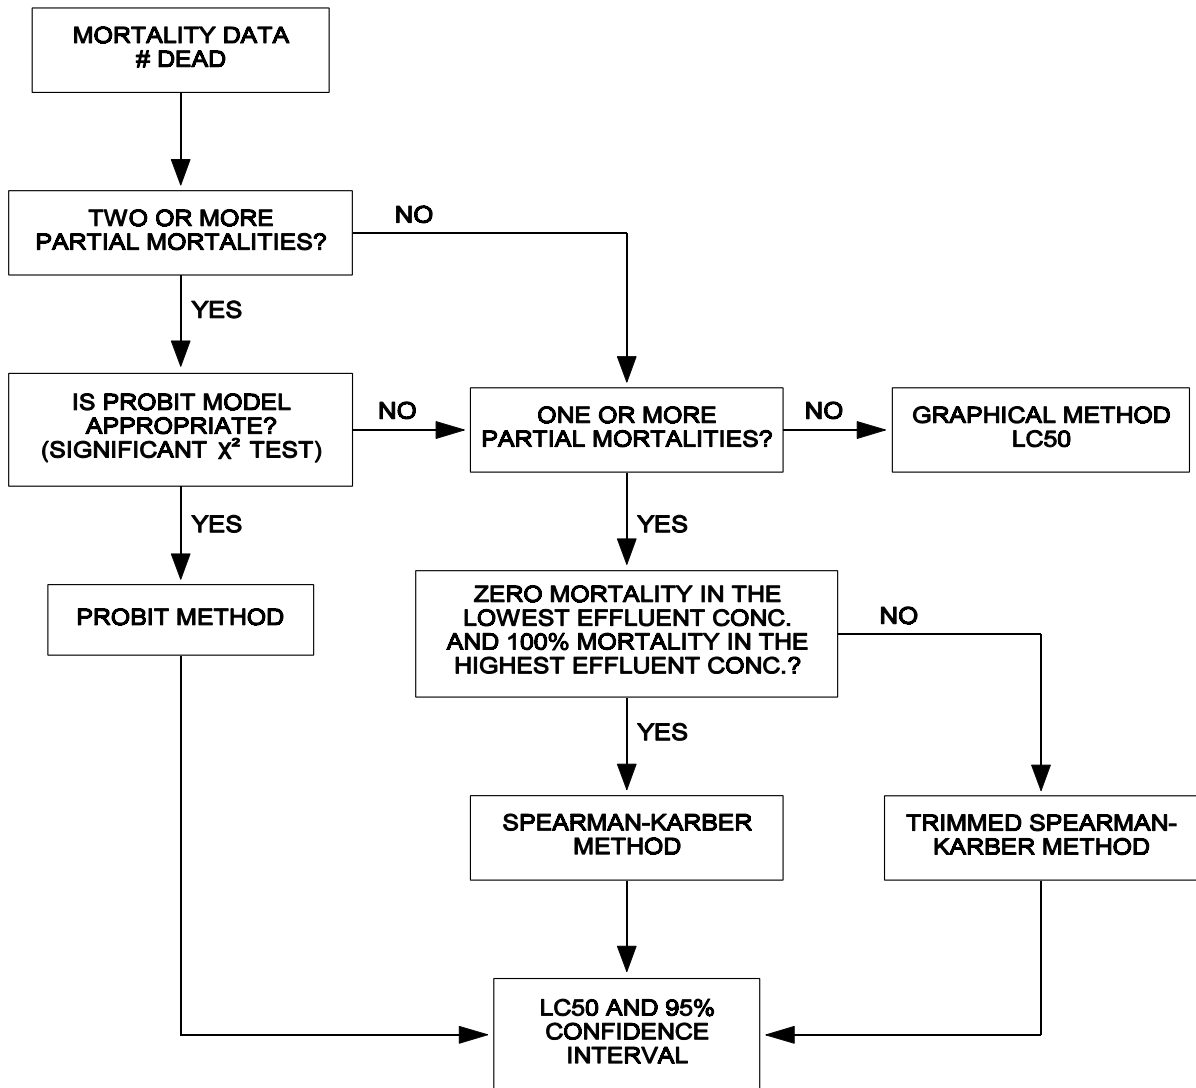 MORTALITY DATA
# DEAD
TWO OR MORE
PARTIAL MORTALITIES?
NO
YES
IS PROBIT MODEL
APPROPRIATE?
(SIGNIFICANT χ² TEST)
NO
ONE OR MORE
PARTIAL MORTALITIES?
NO
GRAPHICAL METHOD
LC50
YES
YES
PROBIT METHOD
ZERO MORTALITY IN THE
LOWEST EFFLUENT CONC.
AND 100% MORTALITY IN THE
HIGHEST EFFLUENT CONC.?
NO
YES
SPEARMAN-KARBER
METHOD
TRIMMED SPEARMAN-
KARBER METHOD
LC50 AND 95%
CONFIDENCE
INTERVAL